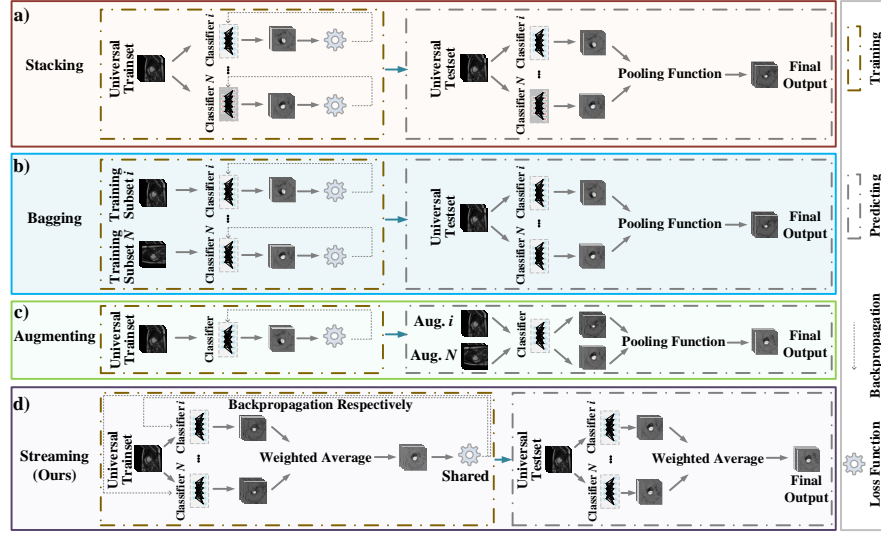 a)
Stacking
Universal
Trainset
Classifier i
...
Classifier N
Universal
Testset
Classifier i
...
Classifier N
Pooling Function
Final
Output
b)
Bagging
Training
Subset i
Training
Subset N
Classifier i
...
Classifier N
Universal
Testset
Classifier i
...
Classifier N
Pooling Function
Final
Output
c)
Augmenting
Universal
Trainset
Classifier
Aug. i
Aug. N
Classifier
Pooling Function
Final
Output
d)
Streaming
(Ours)
Universal
Trainset
Classifier i
...
Classifier N
Backpropagation Respectively
Weighted Average
Shared
Universal
Testset
Classifier i
...
Classifier N
Weighted Average
Final
Output
Training
Predicting
Backpropagation
Loss Function